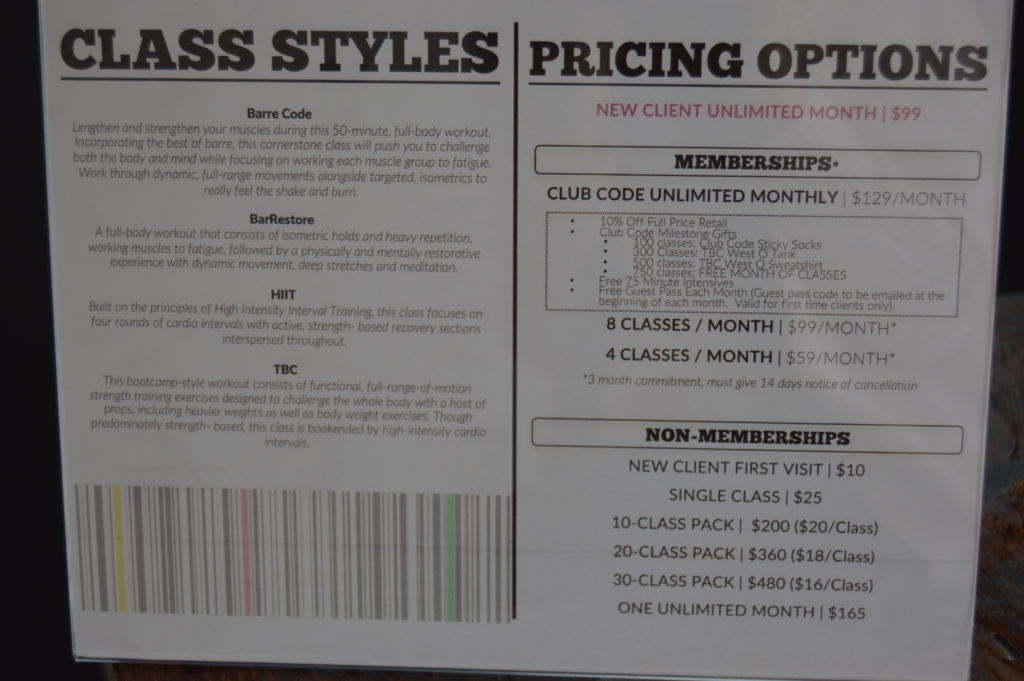 CLASS STYLES
Barre Code
Lengthen and strengthen your muscles during this 50-minute, full-body workout.
Incorporating the best of barre, this cornerstone class will push you to challenge
both the body and mind while focusing on working each muscle group to fatigue.
Work through dynamic, full-range movements alongside targeted, isometrics to
really feel the shake and burn.
BarRestore
A full-body workout that consists of isometric holds and heavy repetition,
working muscles to fatigue, followed by a physically and mentally restorative
experience with dynamic movement, deep stretches and meditation.
HIIT
Built on the principles of High Intensity Interval Training, this class focuses on
four rounds of cardio intervals with active, strength- based recovery sections
interspersed throughout.
TBC
This bootcamp-style workout consists of functional, full-range-of-motion
strength training exercises designed to challenge the whole body with a host of
props, including heavier weights as well as body weight exercises. Though
predominately strength- based, this class is bookended by high-intensity cardio
intervals.
PRICING OPTIONS
NEW CLIENT UNLIMITED MONTH | $99
MEMBERSHIPS*
CLUB CODE UNLIMITED MONTHLY | $129/MONTH
• 10% Off Full Price Retail
• Club Code Milestone Gifts
• 100 classes: Club Code Sticky Socks
• 300 Classes: TBC West O Tank
• 500 classes: TBC West O Sweatshirt
• 750 classes: FREE MONTH OF CLASSES
• Free 75 Minute Intensives
• Free Guest Pass Each Month (Guest pass code to be emailed at the
beginning of each month. Valid for first time clients only).
8 CLASSES / MONTH | $99/MONTH*
4 CLASSES / MONTH | $59/MONTH*
*3 month commitment, must give 14 days notice of cancellation
NON-MEMBERSHIPS
NEW CLIENT FIRST VISIT | $10
SINGLE CLASS | $25
10-CLASS PACK | $200 ($20/Class)
20-CLASS PACK | $360 ($18/Class)
30-CLASS PACK | $480 ($16/Class)
ONE UNLIMITED MONTH | $165